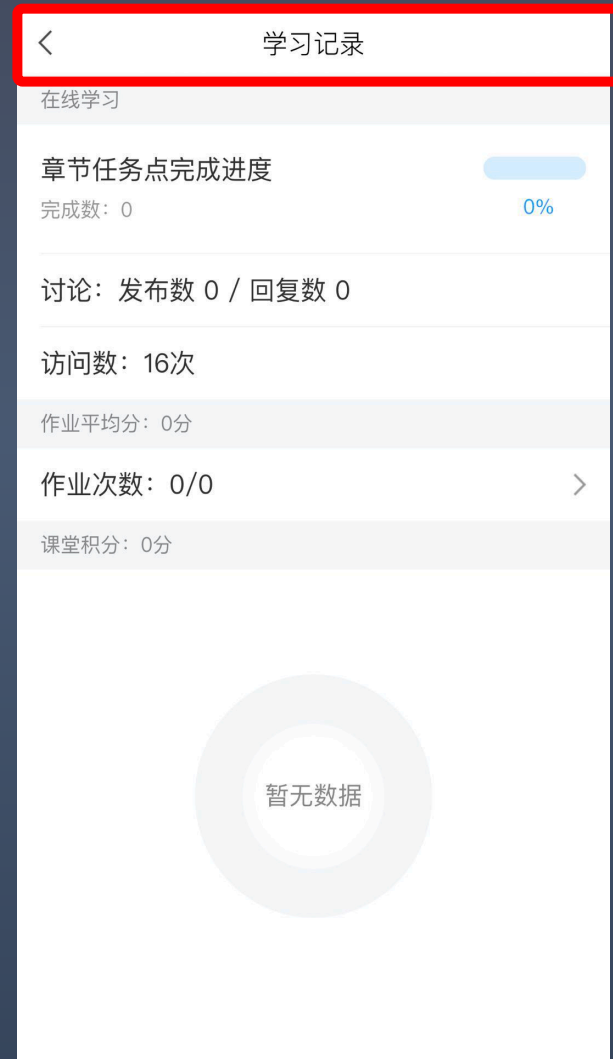 学习记录
在线学习
章节任务点完成进度
完成数：0
0%
讨论：发布数 0 / 回复数 0
访问数：16次
作业平均分：0分
作业次数：0/0
课堂积分：0分
暂无数据